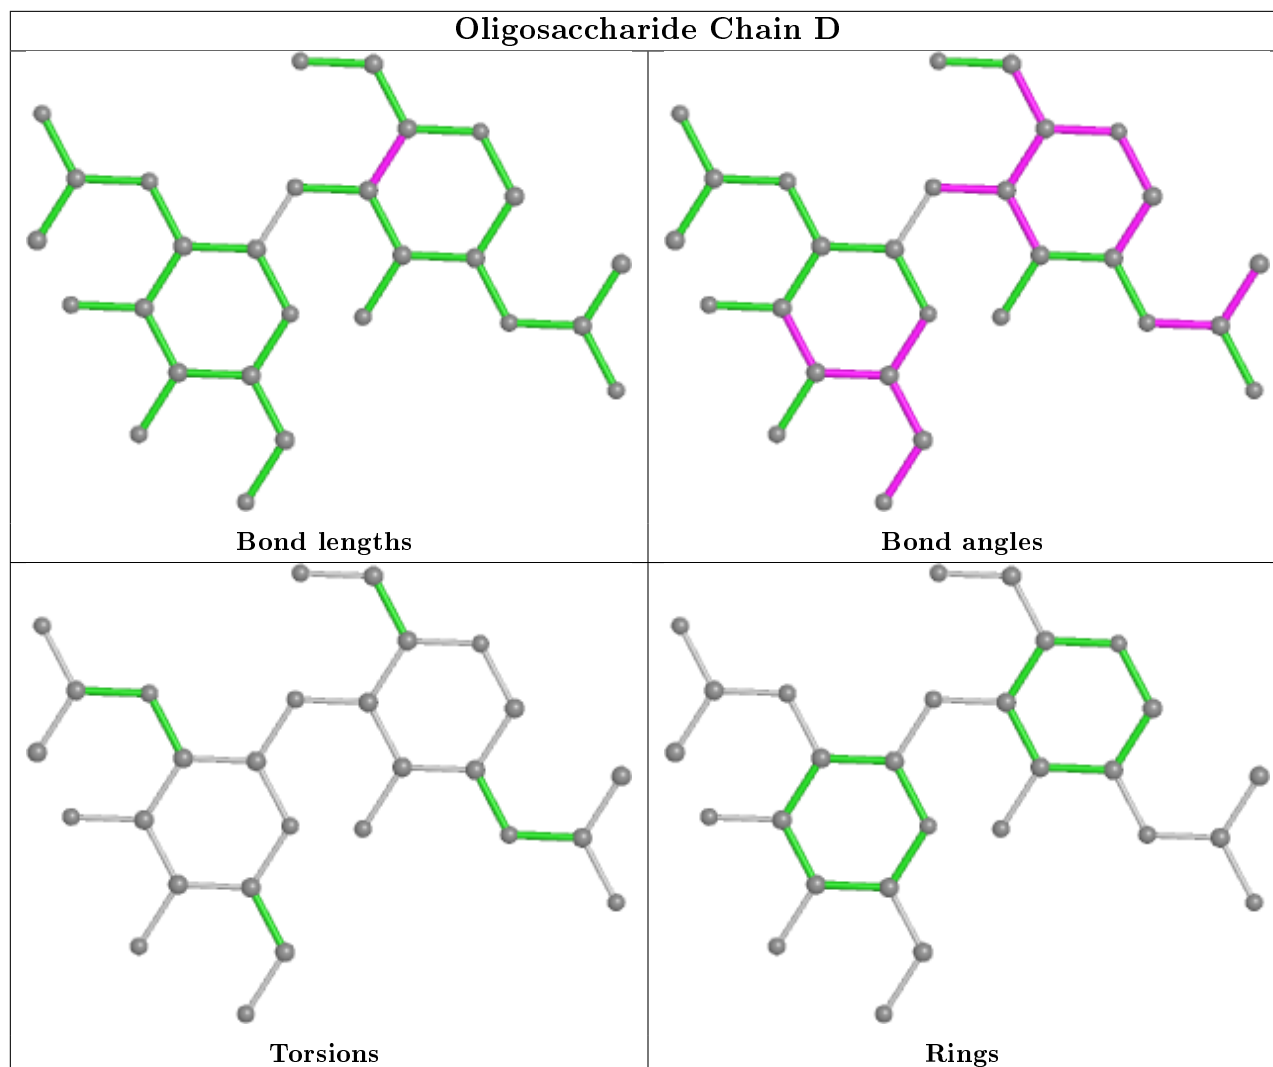 Oligosaccharide Chain D
Bond lengths
Bond angles
Torsions
Rings